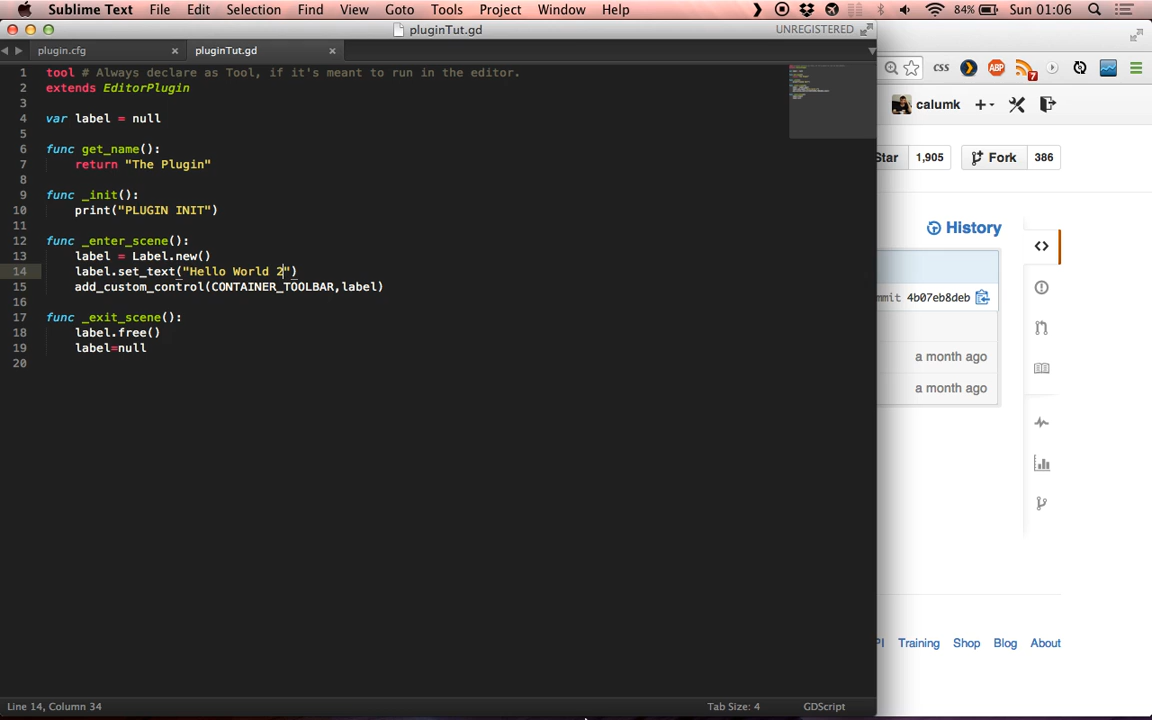 Sublime Text File Edit Selection Find View Goto Tools Project Window Help 84% Sun 01:06
pluginTut.gd UNREGISTERED
plugin.cfg pluginTut.gd
1 tool # Always declare as Tool, if it's meant to run in the editor.
2 extends EditorPlugin
3
4 var label = null
5
6 func get_name():
7 return "The Plugin"
8
9 func _init():
10 print("PLUGIN INIT")
11
12 func _enter_scene():
13 label = Label.new()
14 label.set_text("Hello World 2")
15 add_custom_control(CONTAINER_TOOLBAR,label)
16
17 func _exit_scene():
18 label.free()
19 label=null
20
Line 14, Column 34 Tab Size: 4 GDScript
CSS ABP 7
calumk
Star 1,905 Fork 386
History
mmit 4b07eb8deb
a month ago
a month ago
PI Training Shop Blog About